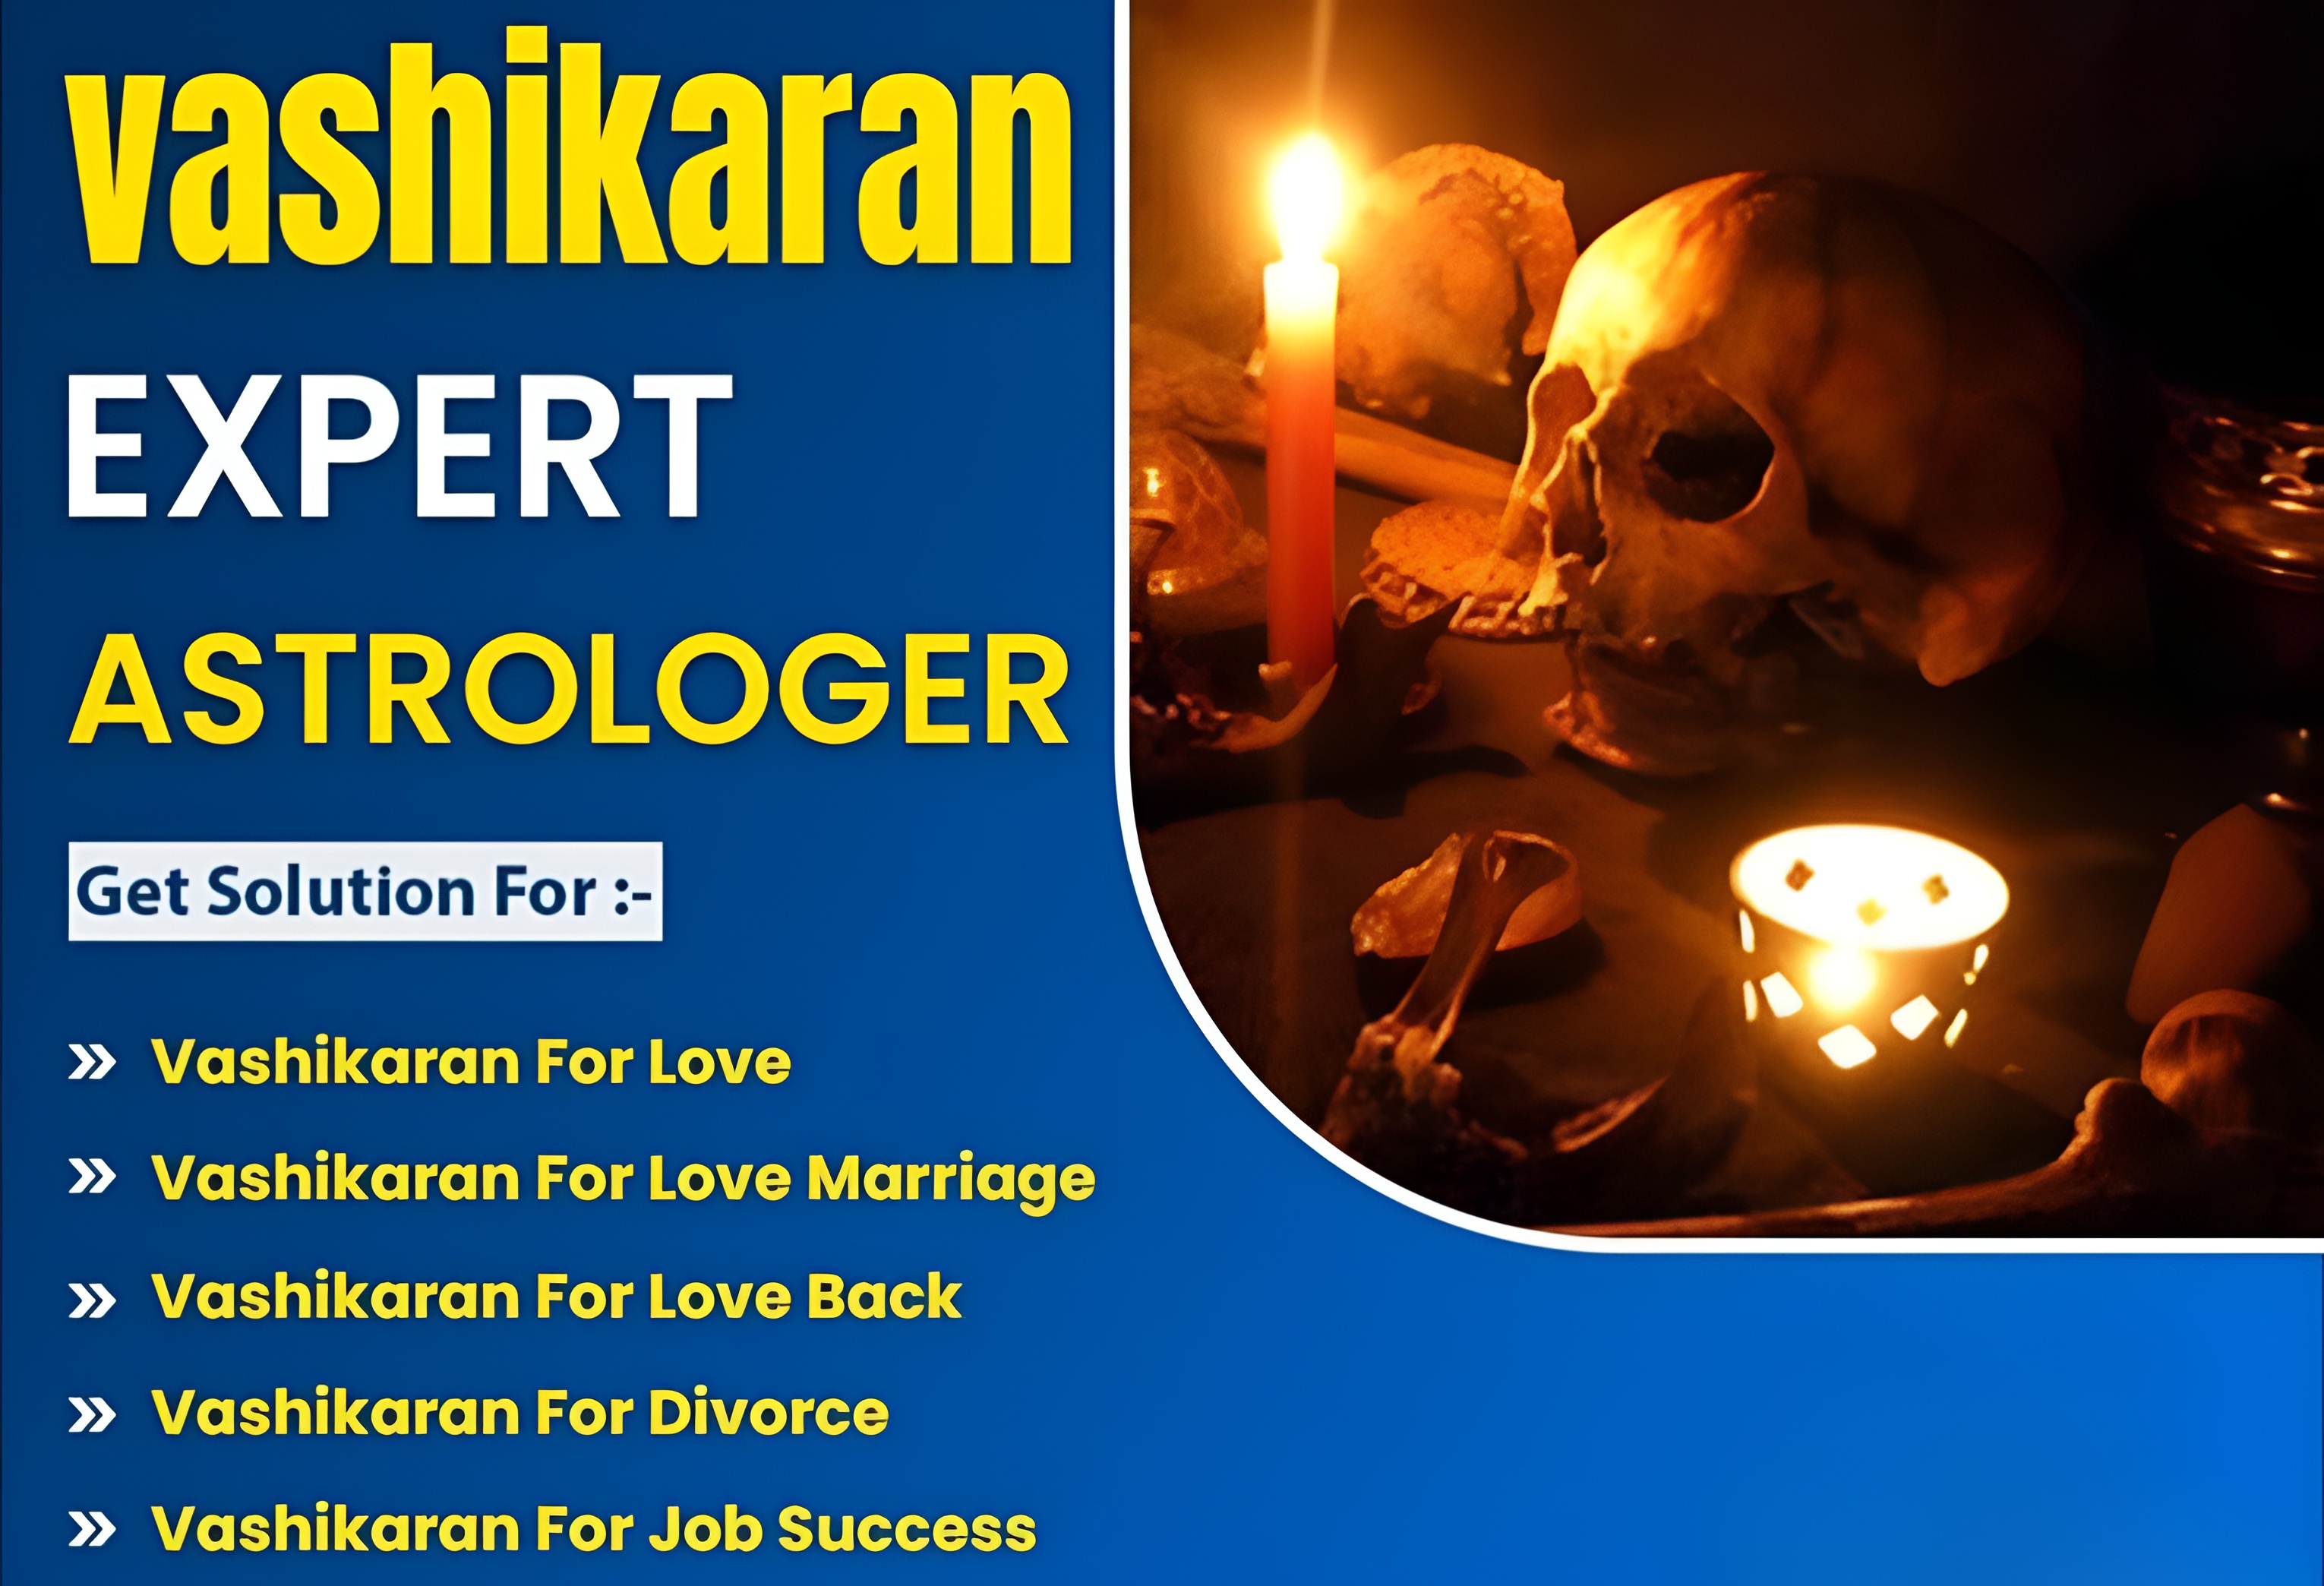 vashikaran
EXPERT
ASTROLOGER
Get Solution For :-
» Vashikaran For Love
» Vashikaran For Love Marriage
» Vashikaran For Love Back
» Vashikaran For Divorce
» Vashikaran For Job Success